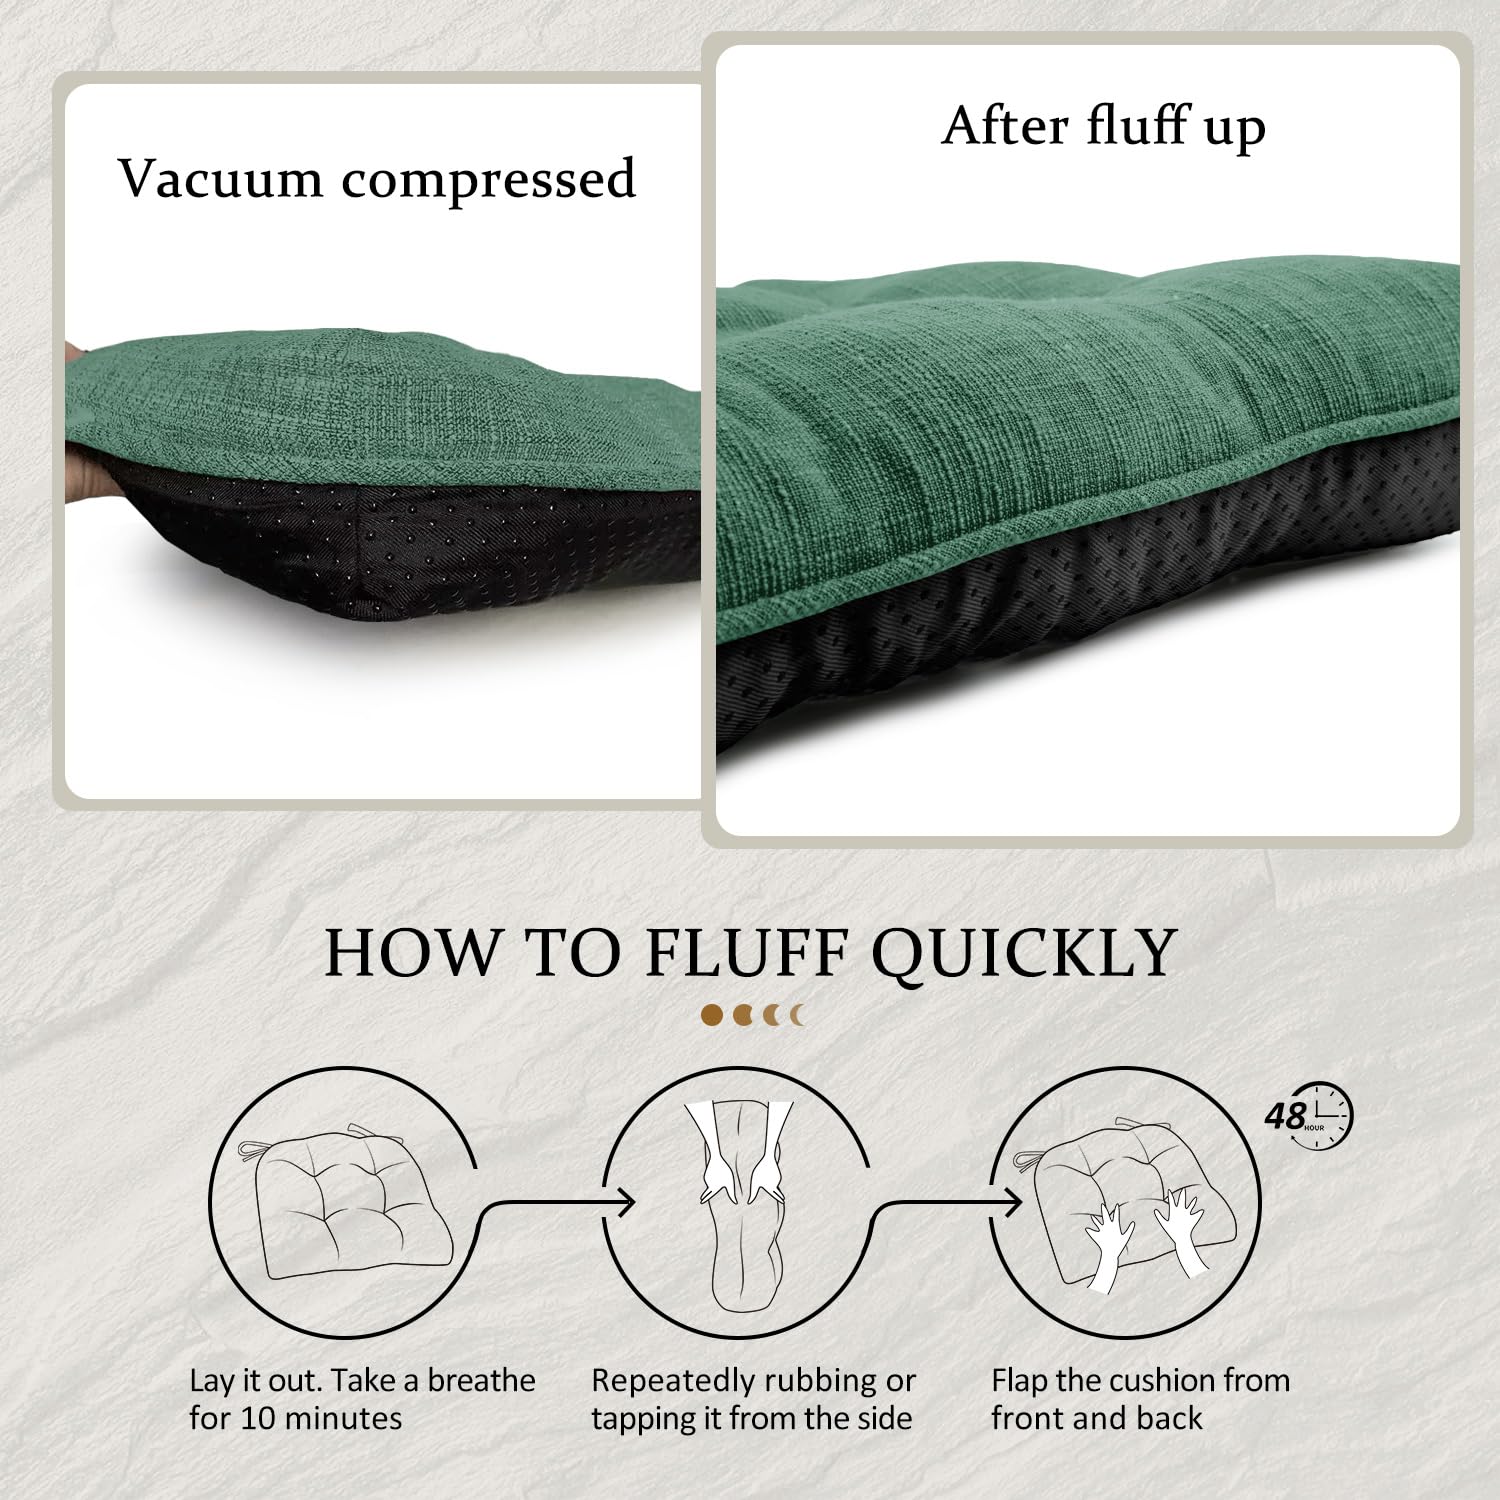 Vacuum compressed
After fluff up
HOW TO FLUFF QUICKLY
48 HOUR
Lay it out. Take a breathe
for 10 minutes
Repeatedly rubbing or
tapping it from the side
Flap the cushion from
front and back